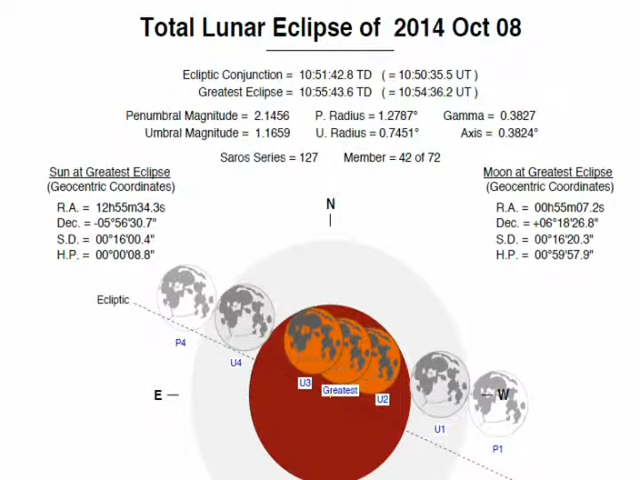 Total Lunar Eclipse of 2014 Oct 08
Ecliptic Conjunction = 10:51:42.8 TD ( = 10:50:35.5 UT )
Greatest Eclipse = 10:55:43.6 TD ( = 10:54:36.2 UT )
Penumbral Magnitude = 2.1456 P. Radius = 1.2787° Gamma = 0.3827
Umbral Magnitude = 1.1659 U. Radius = 0.7451° Axis = 0.3824°
Saros Series = 127 Member = 42 of 72
Sun at Greatest Eclipse
(Geocentric Coordinates)
R.A. = 12h55m34.3s
Dec. = -05°56'30.7"
S.D. = 00°16'00.4"
H.P. = 00°00'08.8"
Moon at Greatest Eclipse
(Geocentric Coordinates)
R.A. = 00h55m07.2s
Dec. = +06°18'26.8"
S.D. = 00°16'20.3"
H.P. = 00°59'57.9"
N
Ecliptic
P4
U4
U3
Greatest
U2
E
W
U1
P1